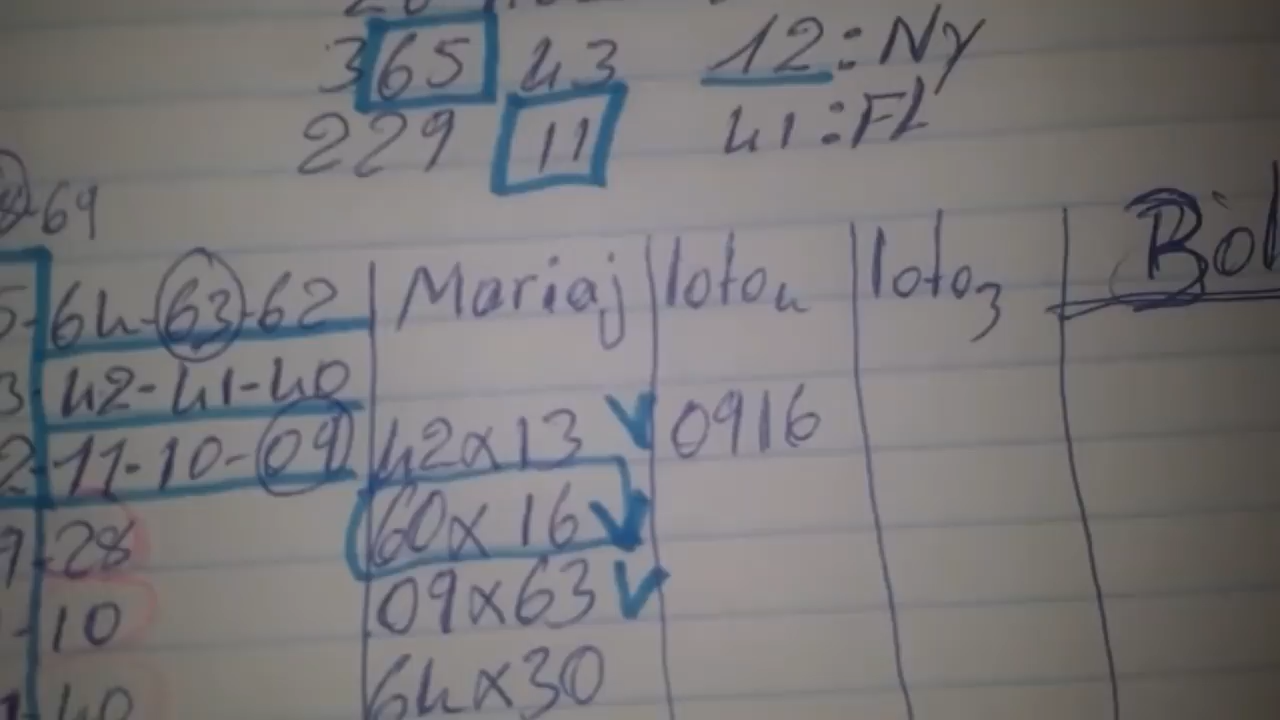 365 43 12:NY
229 11 41:FL
69
64-63-62 Mariaj loto4 loto3
42-41-40
11-10-09 42x13 0916
28 60x16
10 09x63
40 64x30